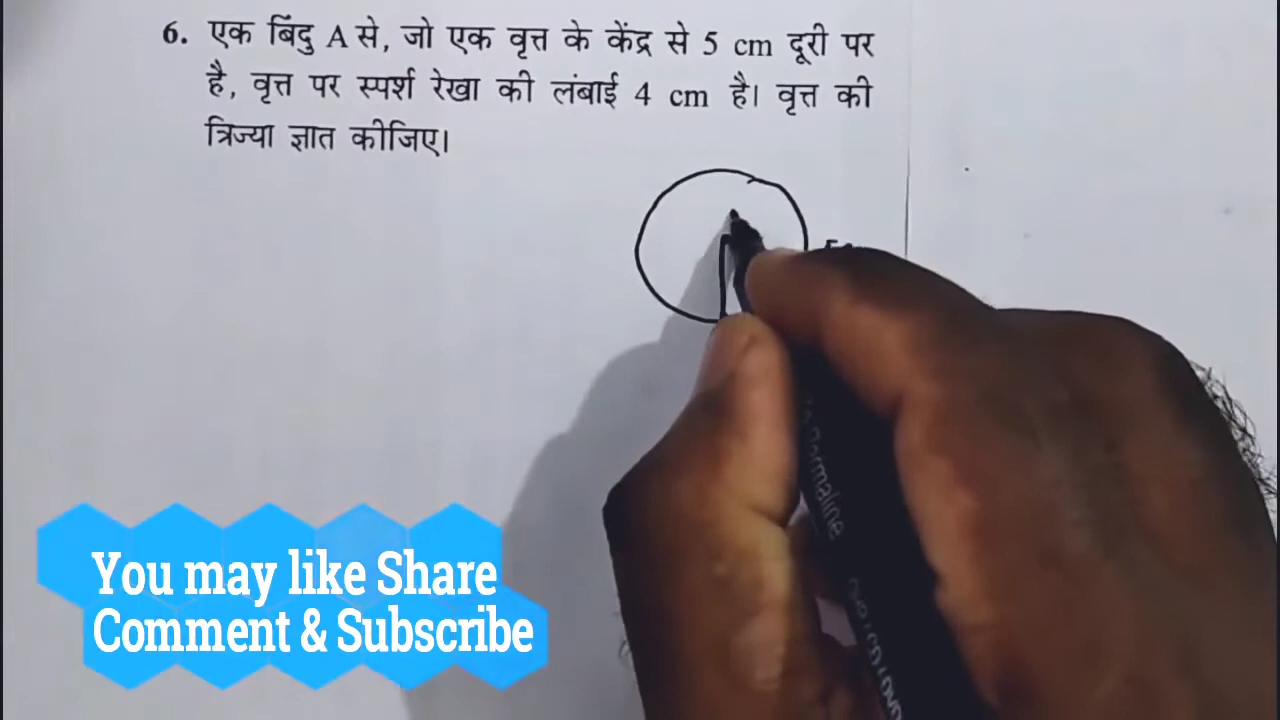 6. एक बिंदु A से, जो एक वृत्त के केंद्र से 5 cm दूरी पर
है, वृत्त पर स्पर्श रेखा की लंबाई 4 cm है। वृत्त की
त्रिज्या ज्ञात कीजिए।
You may like Share
Comment & Subscribe